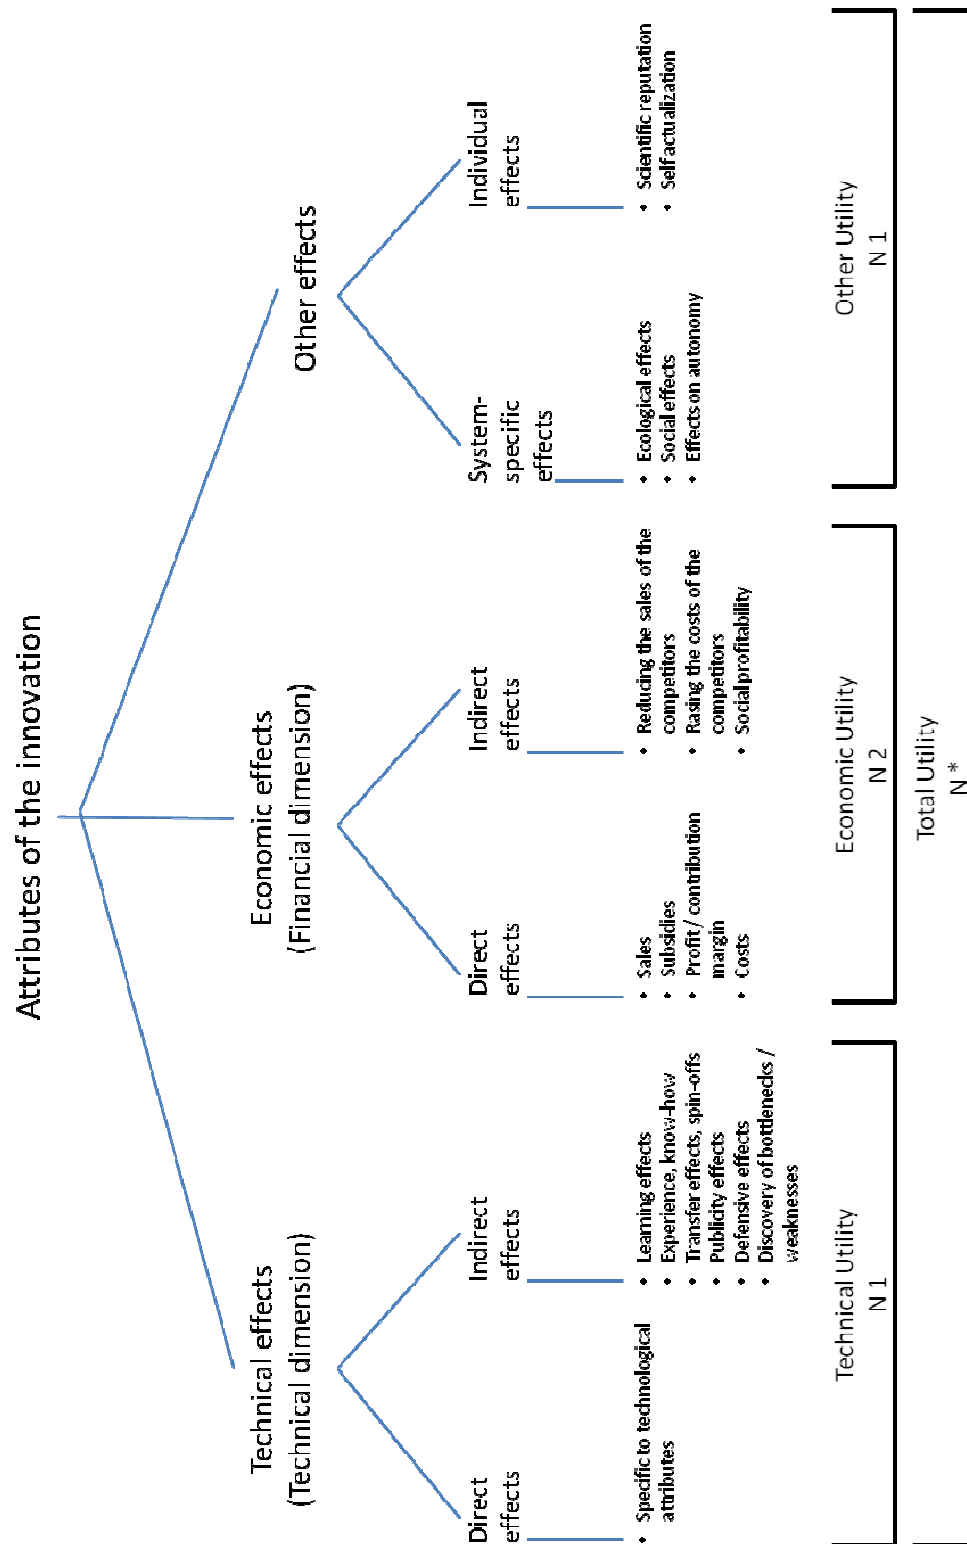 Attributes of the innovation
Technical effects
(Technical dimension)
Economic effects
(Financial dimension)
Other effects
Direct
effects
Indirect
effects
Direct
effects
Indirect
effects
System-
specific
effects
Individual
effects
• Specific to technological
attributes
• Learning effects
• Experience, know-how
• Transfer effects, spin-offs
• Publicity effects
• Defensive effects
• Discovery of bottlenecks /
weaknesses
• Sales
• Subsidies
• Profit / contribution
margin
• Costs
• Reducing the sales of the
competitors
• Rasing the costs of the
competitors
• Social profitability
• Ecological effects
• Social effects
• Effects on autonomy
• Scientific reputation
• Self actualization
Technical Utility
N 1
Economic Utility
N 2
Other Utility
N 1
Total Utility
N *